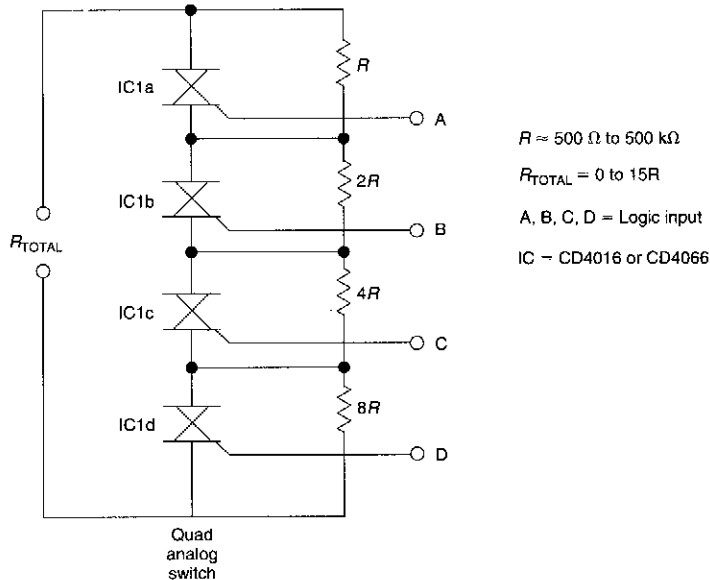 IC1a
R
A
IC1b
2R
B
R_TOTAL
IC1c
4R
C
IC1d
8R
D
Quad
analog
switch
R ≈ 500 Ω to 500 kΩ
R_TOTAL = 0 to 15R
A, B, C, D = Logic input
IC = CD4016 or CD4066